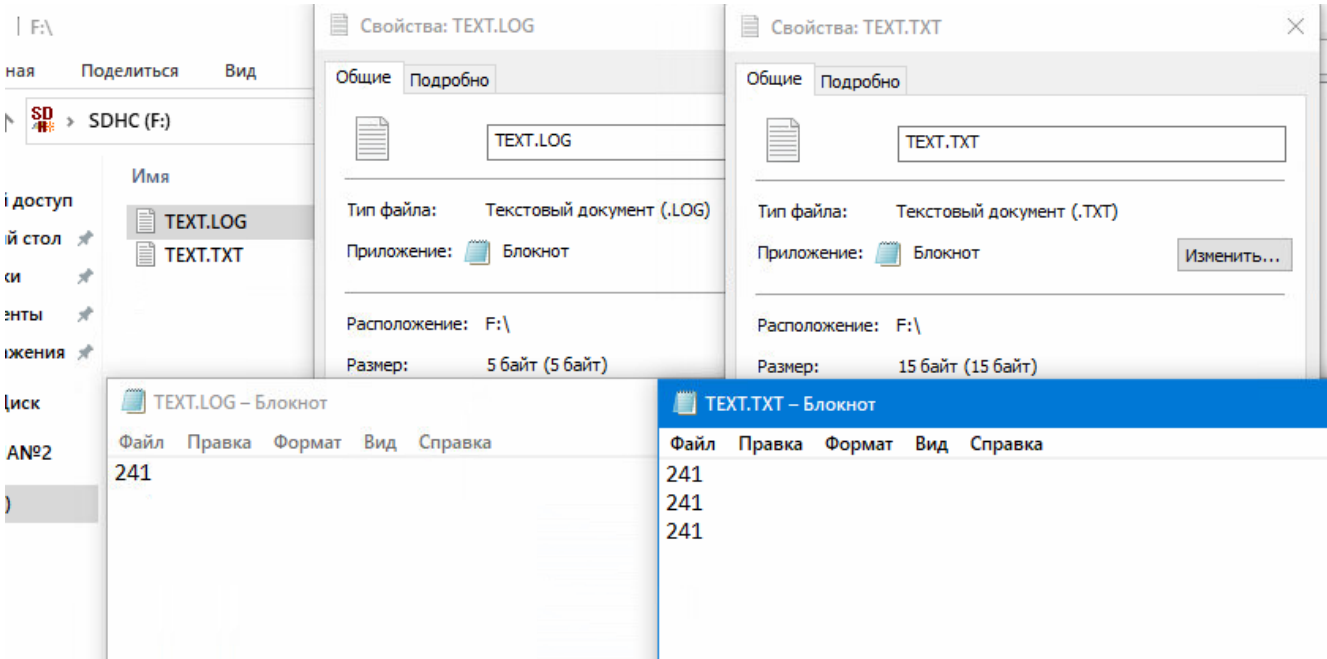 F:\
ная Поделиться Вид
SDHC (F:)
Имя
й доступ
ий стол
ки
енты
ажения
Диск
AN№2
)
TEXT.LOG
TEXT.TXT
Свойства: TEXT.LOG
Общие Подробно
TEXT.LOG
Тип файла: Текстовый документ (.LOG)
Приложение: Блокнот
Расположение: F:\
Размер: 5 байт (5 байт)
Свойства: TEXT.TXT
Общие Подробно
TEXT.TXT
Тип файла: Текстовый документ (.TXT)
Приложение: Блокнот
Изменить...
Расположение: F:\
Размер: 15 байт (15 байт)
TEXT.LOG – Блокнот
Файл Правка Формат Вид Справка
241
TEXT.TXT – Блокнот
Файл Правка Формат Вид Справка
241
241
241